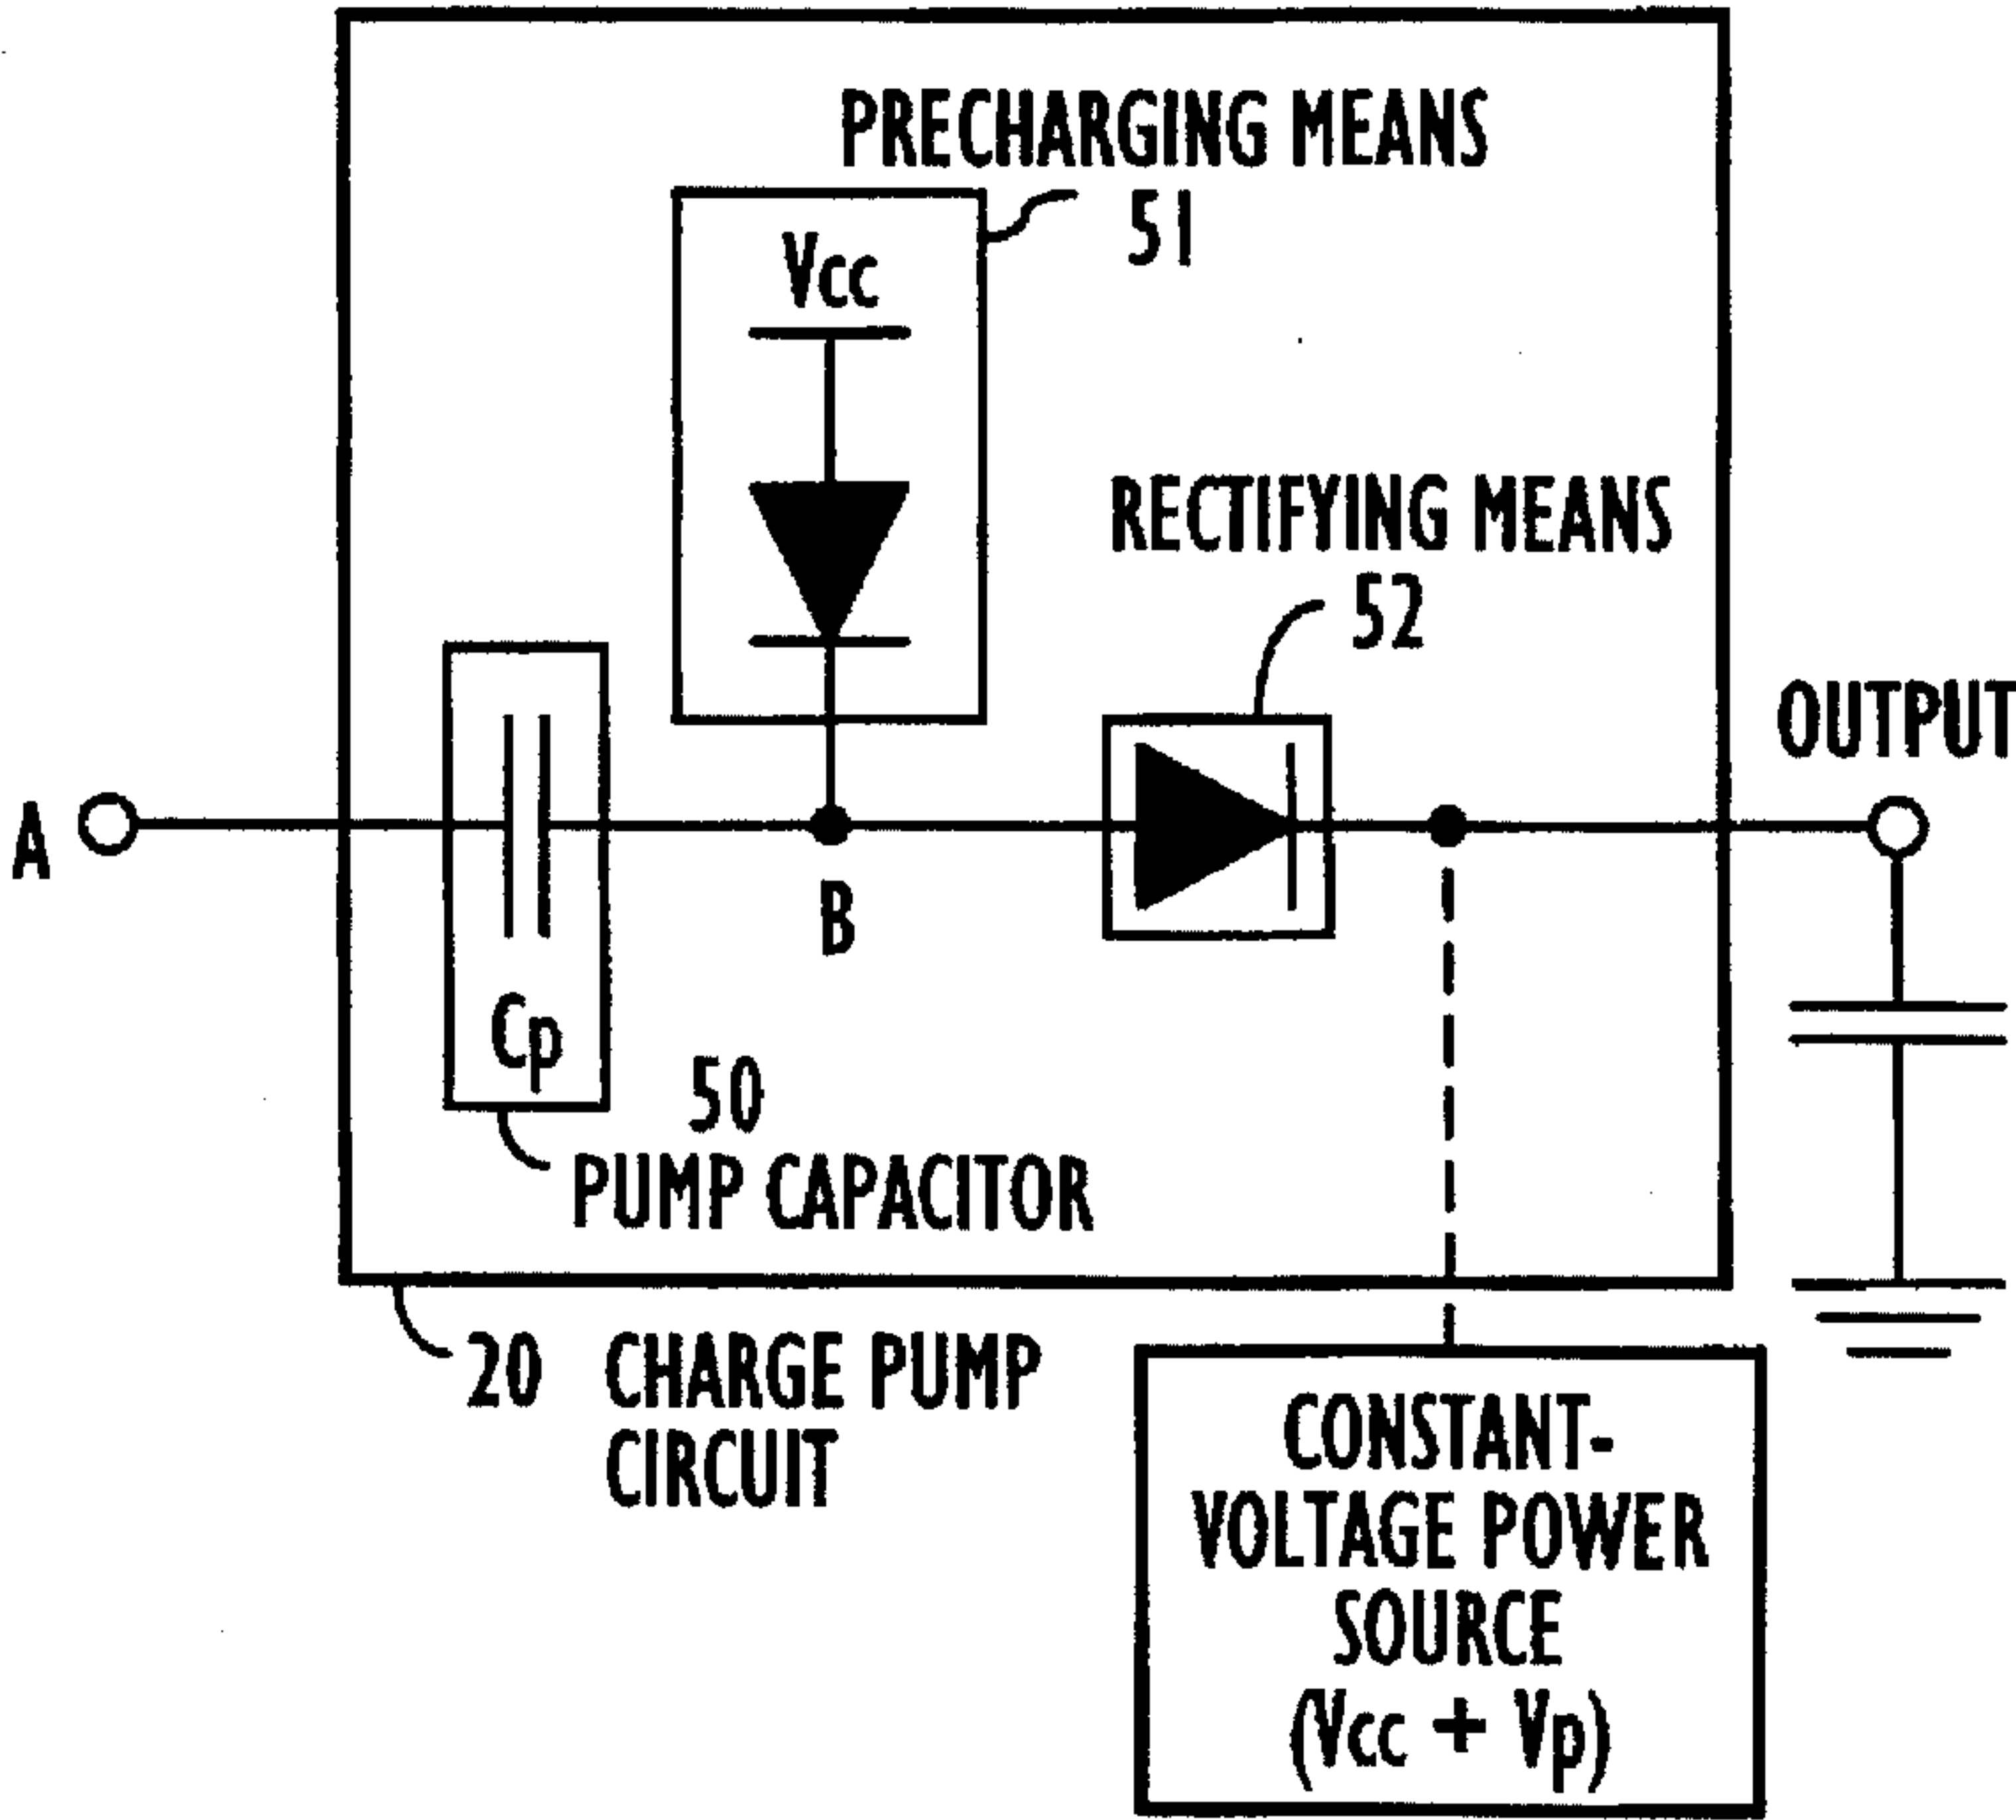 PRECHARGING MEANS
51
Vcc
RECTIFYING MEANS
52
OUTPUT
A
B
Cp
50
PUMP CAPACITOR
20 CHARGE PUMP
CIRCUIT
CONSTANT-
VOLTAGE POWER
SOURCE
(Vcc + Vp)